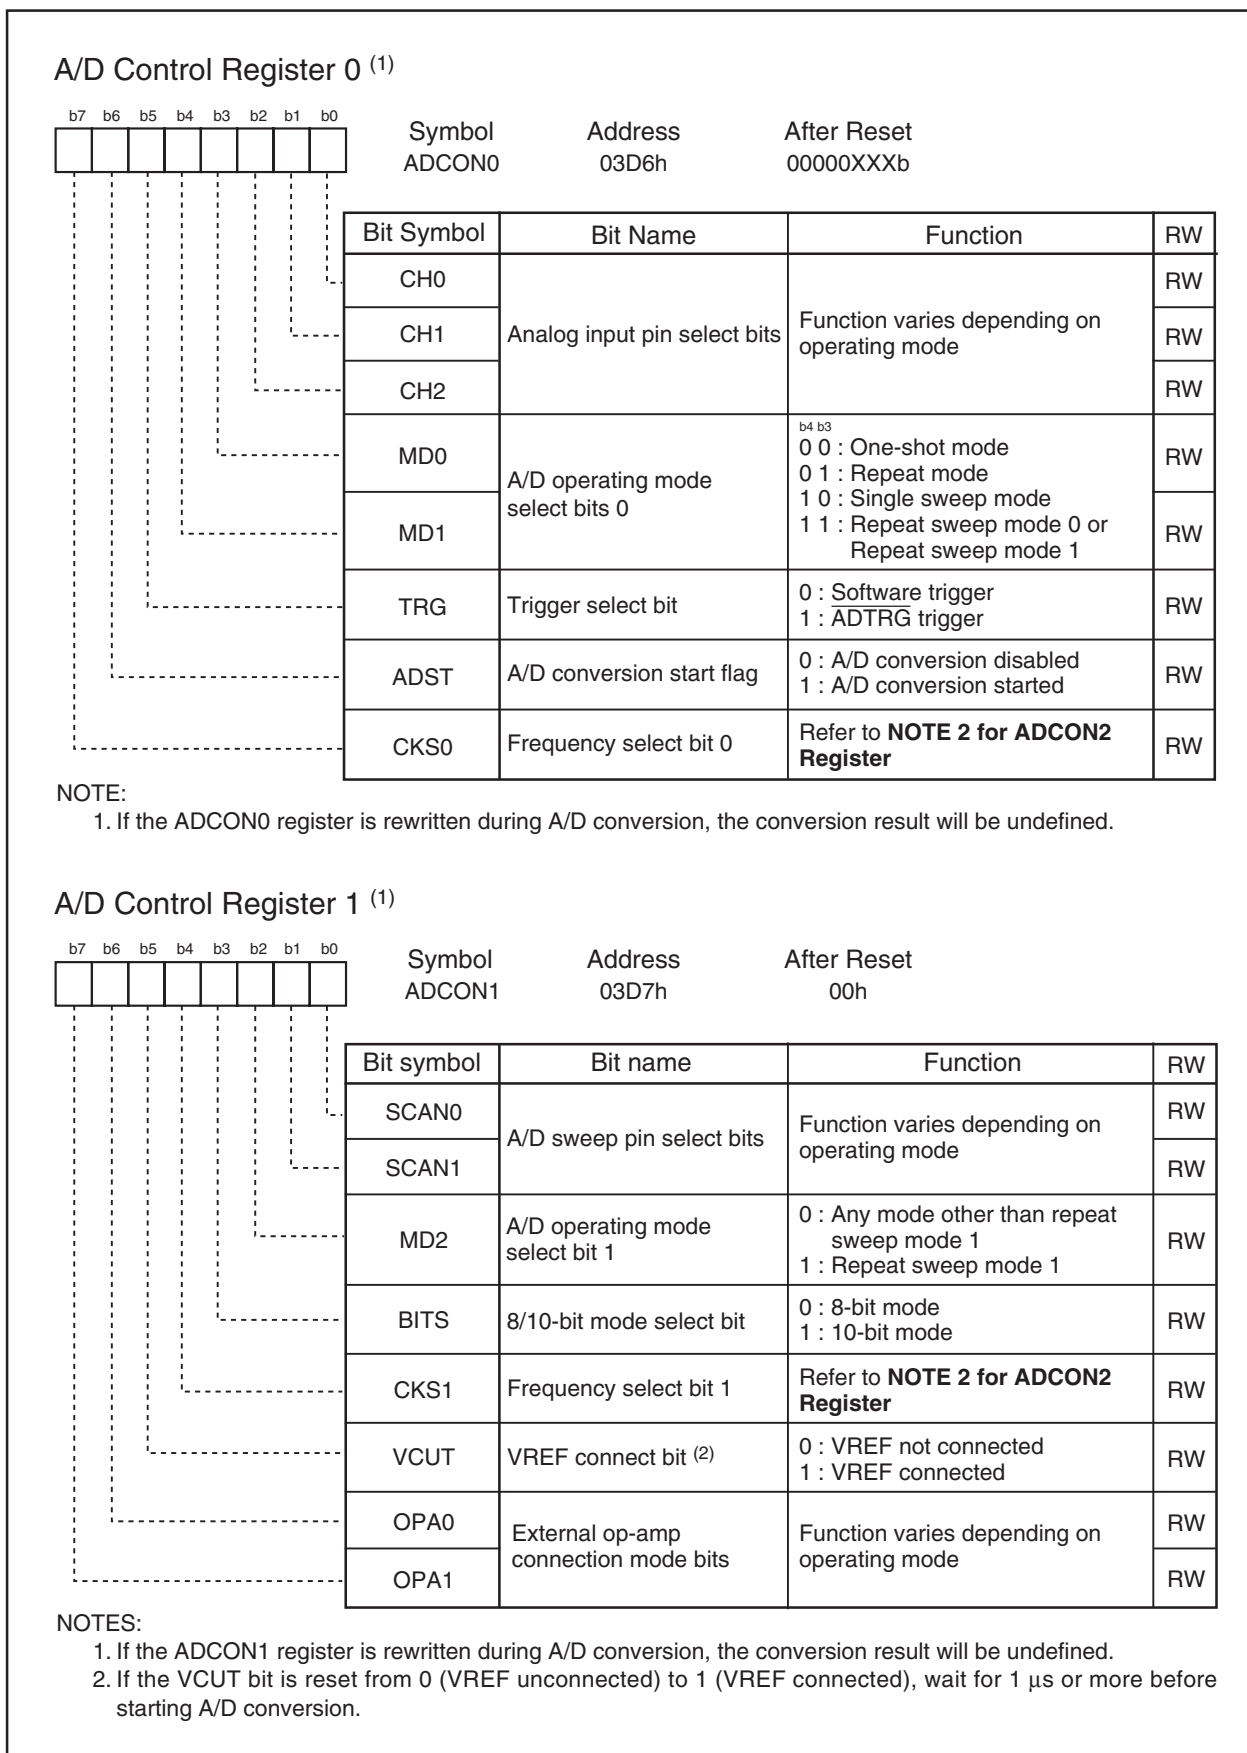 A/D Control Register 0 (1)
b7 b6 b5 b4 b3 b2 b1 b0
Symbol Address After Reset
ADCON0 03D6h 00000XXXb
Bit Symbol Bit Name Function RW
CH0 RW
CH1 Analog input pin select bits Function varies depending on operating mode RW
CH2 RW
b4 b3
MD0 0 0 : One-shot mode RW
0 1 : Repeat mode
A/D operating mode
select bits 0 1 0 : Single sweep mode
MD1 1 1 : Repeat sweep mode 0 or RW
Repeat sweep mode 1
TRG Trigger select bit 0 : Software trigger RW
1 : ADTRG trigger
ADST A/D conversion start flag 0 : A/D conversion disabled RW
1 : A/D conversion started
CKS0 Frequency select bit 0 Refer to NOTE 2 for ADCON2 RW
Register
NOTE:
1. If the ADCON0 register is rewritten during A/D conversion, the conversion result will be undefined.
A/D Control Register 1 (1)
b7 b6 b5 b4 b3 b2 b1 b0
Symbol Address After Reset
ADCON1 03D7h 00h
Bit symbol Bit name Function RW
SCAN0 RW
A/D sweep pin select bits Function varies depending on
operating mode
SCAN1 RW
MD2 A/D operating mode 0 : Any mode other than repeat RW
select bit 1 sweep mode 1
1 : Repeat sweep mode 1
BITS 8/10-bit mode select bit 0 : 8-bit mode RW
1 : 10-bit mode
CKS1 Frequency select bit 1 Refer to NOTE 2 for ADCON2 RW
Register
VCUT VREF connect bit (2) 0 : VREF not connected RW
1 : VREF connected
OPA0 RW
External op-amp Function varies depending on
connection mode bits operating mode
OPA1 RW
NOTES:
1. If the ADCON1 register is rewritten during A/D conversion, the conversion result will be undefined.
2. If the VCUT bit is reset from 0 (VREF unconnected) to 1 (VREF connected), wait for 1 μs or more before
starting A/D conversion.